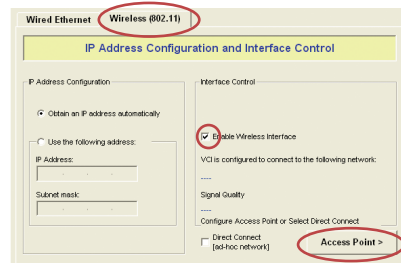 Wired Ethernet
Wireless (802.11)
IP Address Configuration and Interface Control
IP Address Configuration
Obtain an IP address automatically
Use the following address:
IP Address:
Subnet mask:
Interface Control
Enable Wireless Interface
VCI is configured to connect to the following network:
----
Signal Quality
----
Configure Access Point or Select Direct Connect
Direct Connect
[ad-hoc network]
Access Point >